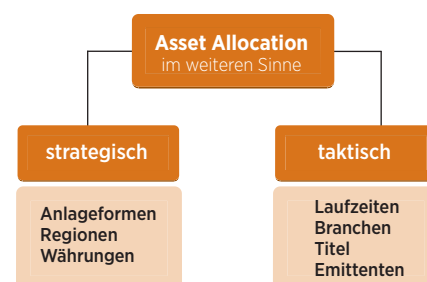 Asset Allocation
im weiteren Sinne
strategisch
taktisch
Anlageformen
Regionen
Währungen
Laufzeiten
Branchen
Titel
Emittenten